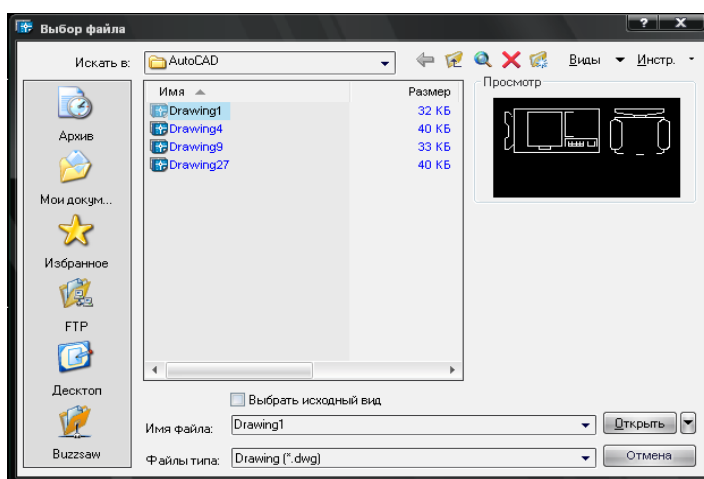 Выбор файла
? X
Искать в: AutoCAD Виды Инстр.
Имя Размер Просмотр
Drawing1 32 КБ
Drawing4 40 КБ
Drawing9 33 КБ
Drawing27 40 КБ
Архив
Мои докум...
Избранное
FTP
Десктоп
Buzzsaw
Выбрать исходный вид
Имя файла: Drawing1 Открыть
Файлы типа: Drawing (*.dwg) Отмена